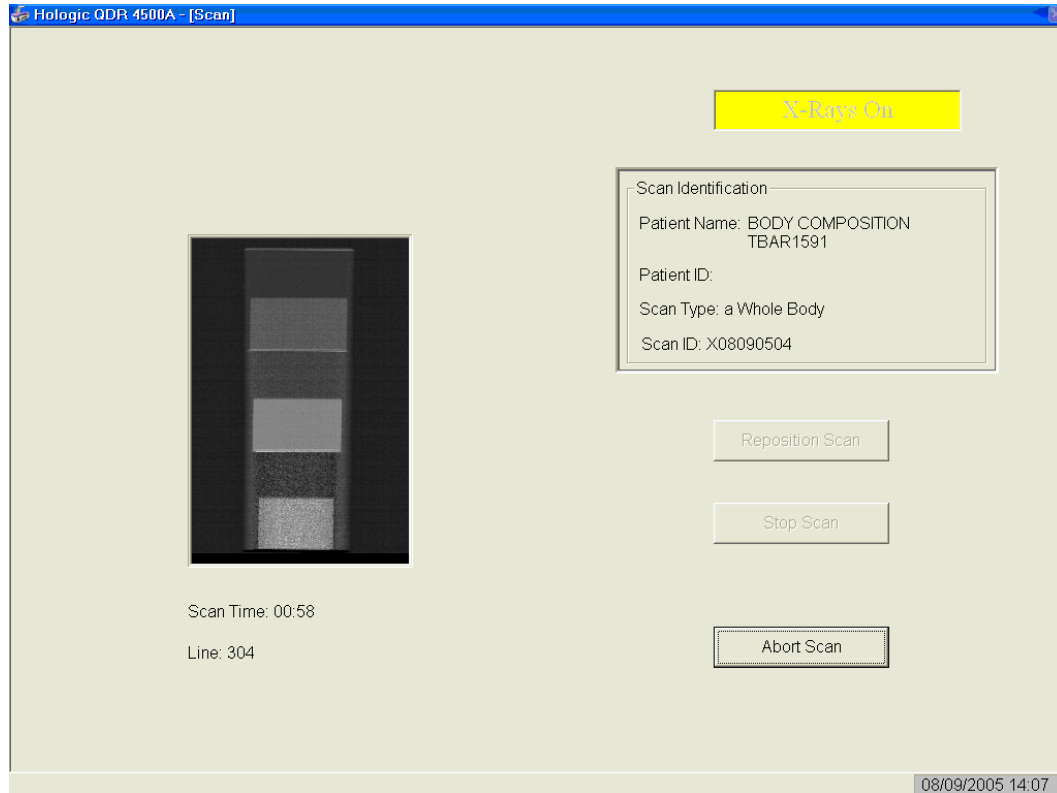 Hologic QDR 4500A - [Scan]
X-Rays On
Scan Identification
Patient Name: BODY COMPOSITION
TBAR1591
Patient ID:
Scan Type: a Whole Body
Scan ID: X08090504
Reposition Scan
Stop Scan
Scan Time: 00:58
Line: 304
Abort Scan
08/09/2005 14:07